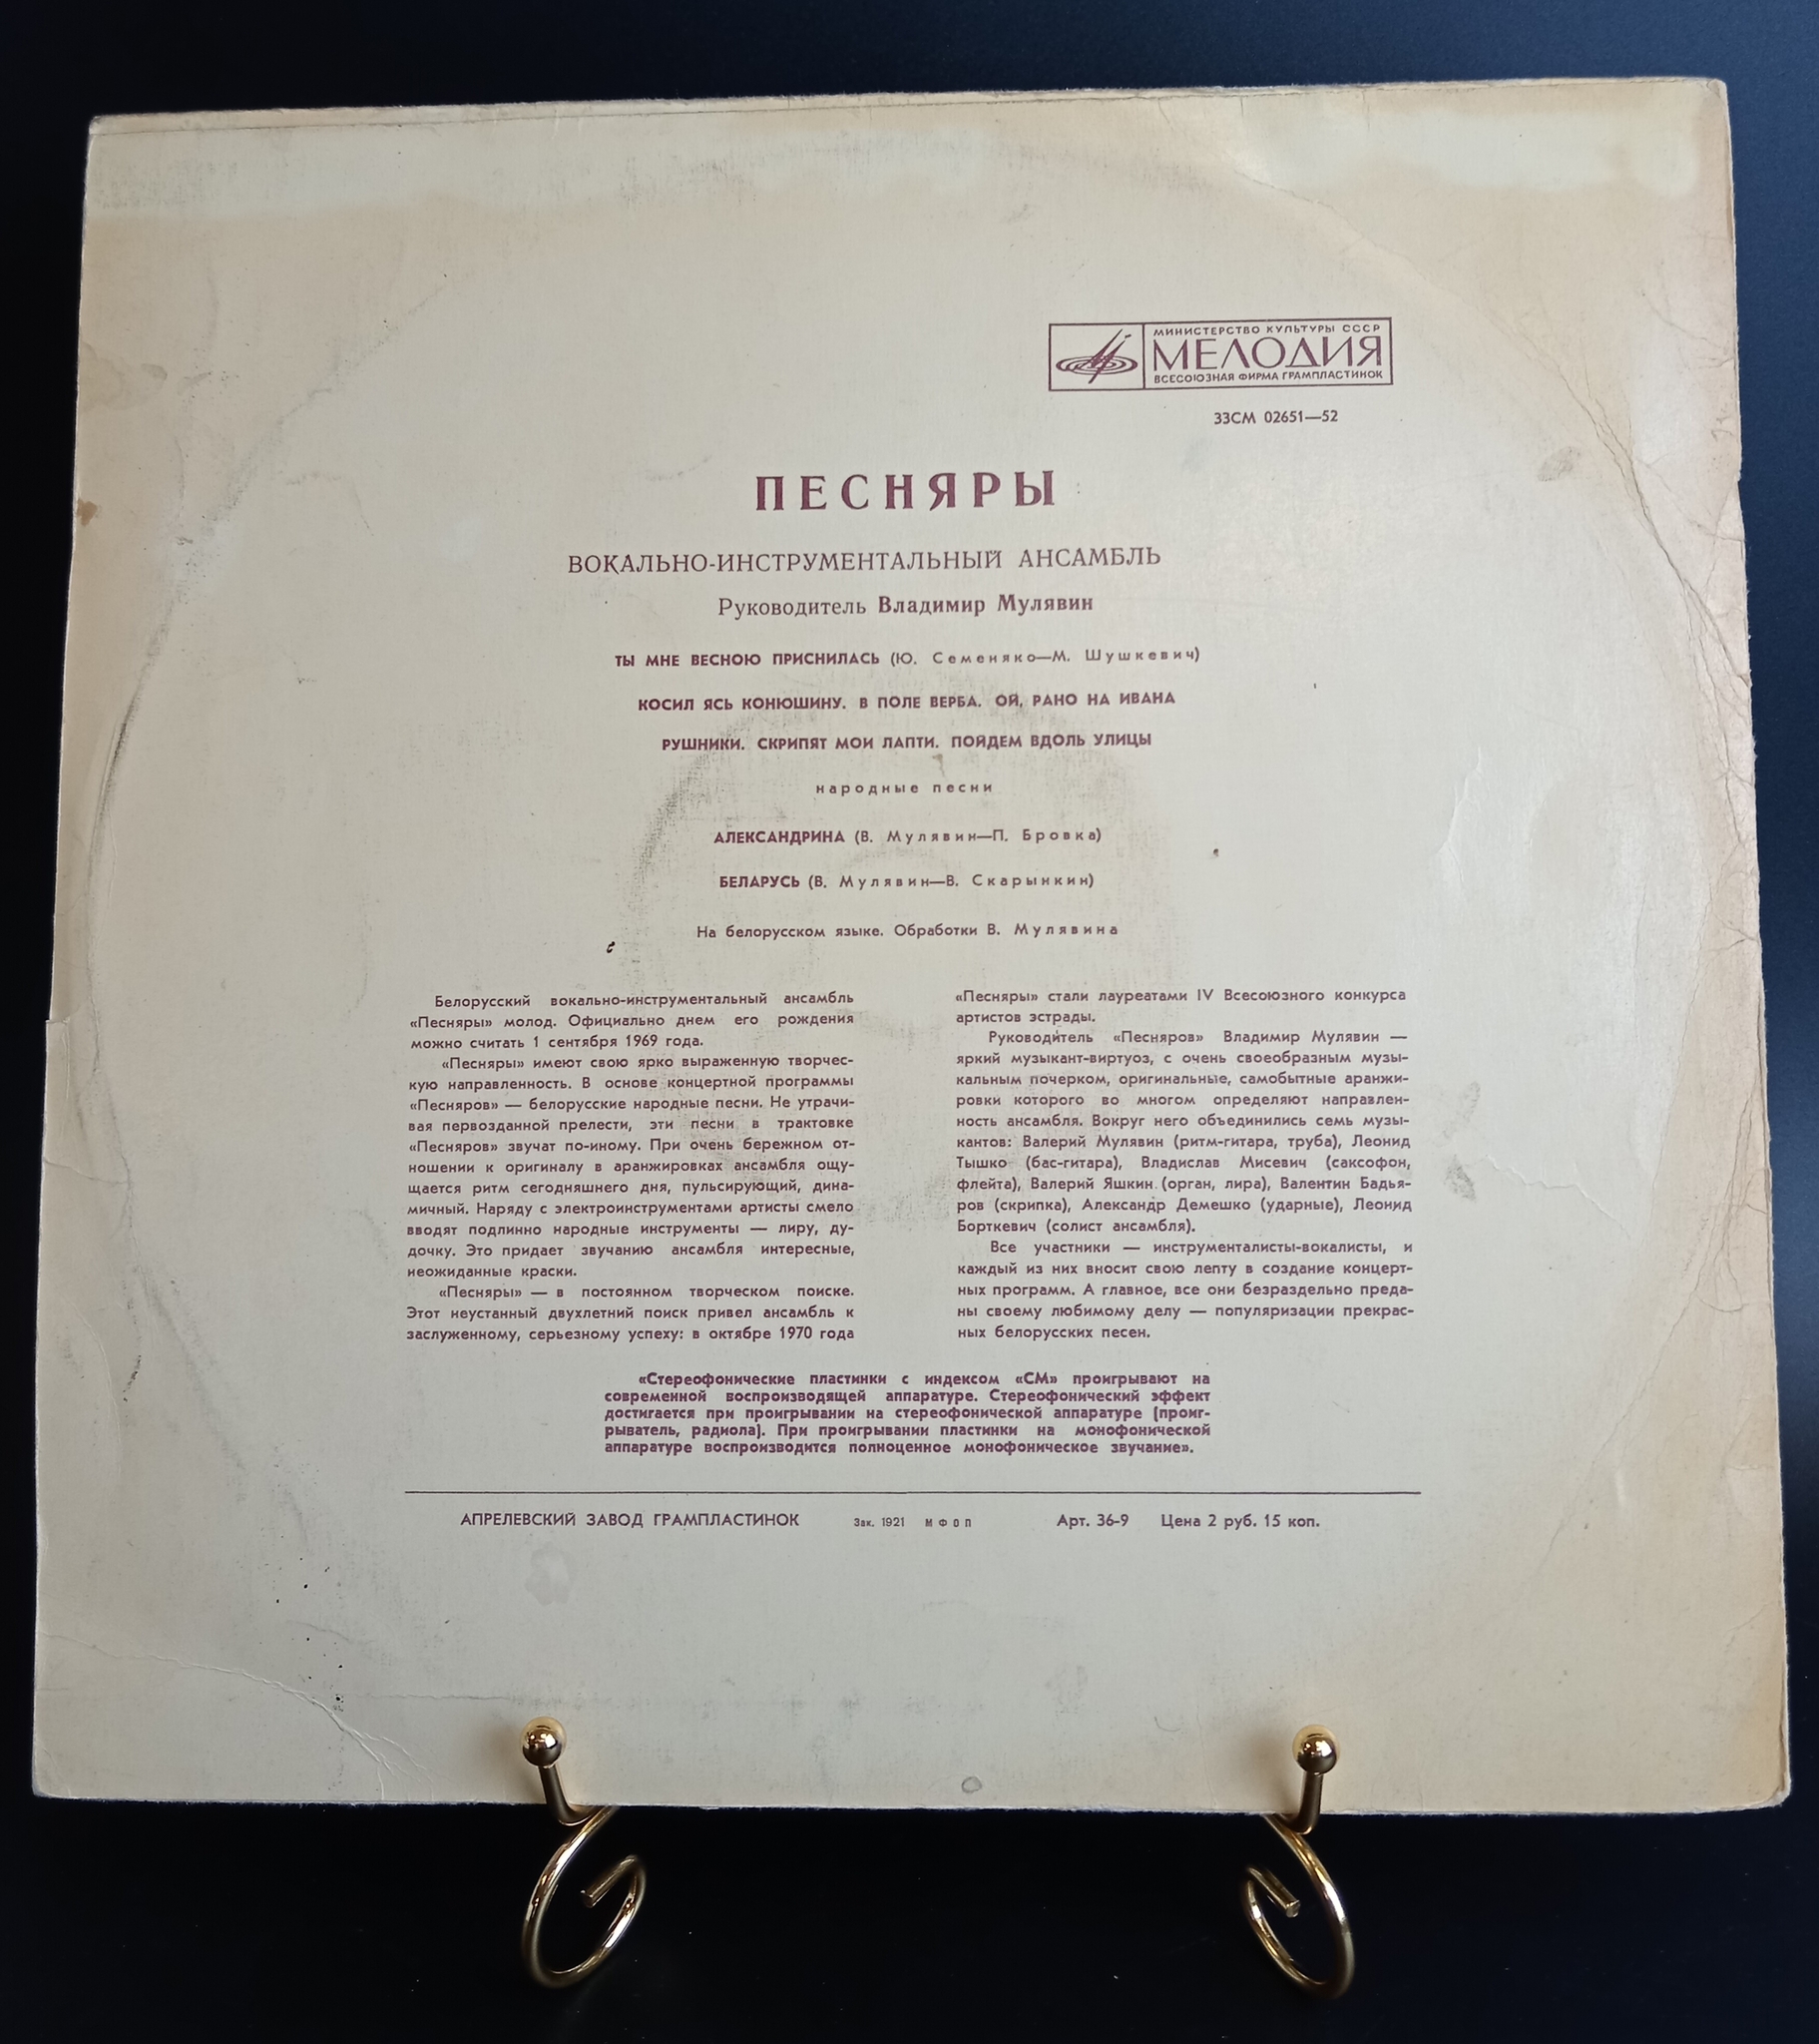 МИНИСТЕРСТВО КУЛЬТУРЫ СССР
МЕЛОДИЯ
ВСЕСОЮЗНАЯ ФИРМА ГРАМПЛАСТИНОК
33СМ 02651—52
ПЕСНЯРЫ
ВОКАЛЬНО-ИНСТРУМЕНТАЛЬНЫЙ АНСАМБЛЬ
Руководитель Владимир Мулявин
ТЫ МНЕ ВЕСНОЮ ПРИСНИЛАСЬ (Ю. Семеняко—М. Шушкевич)
КОСИЛ ЯСЬ КОНЮШИНУ. В ПОЛЕ ВЕРБА. ОЙ, РАНО НА ИВАНА
РУШНИКИ. СКРИПЯТ МОИ ЛАПТИ. ПОЙДЕМ ВДОЛЬ УЛИЦЫ
народные песни
АЛЕКСАНДРИНА (В. Мулявин—П. Бровка)
БЕЛАРУСЬ (В. Мулявин—В. Скарынкин)
На белорусском языке. Обработки В. Мулявина
Белорусский вокально-инструментальный ансамбль
«Песняры» молод. Официально днем его рождения
можно считать 1 сентября 1969 года.
«Песняры» имеют свою ярко выраженную творчес-
кую направленность. В основе концертной программы
«Песняров» — белорусские народные песни. Не утрачи-
вая первозданной прелести, эти песни в трактовке
«Песняров» звучат по-иному. При очень бережном от-
ношении к оригиналу в аранжировках ансамбля ощу-
щается ритм сегодняшнего дня, пульсирующий, дина-
мичный. Наряду с электроинструментами артисты смело
вводят подлинно народные инструменты — лиру, ду-
дочку. Это придает звучанию ансамбля интересные,
неожиданные краски.
«Песняры» — в постоянном творческом поиске.
Этот неустанный двухлетний поиск привел ансамбль к
заслуженному, серьезному успеху: в октябре 1970 года
«Песняры» стали лауреатами IV Всесоюзного конкурса
артистов эстрады.
Руководитель «Песняров» Владимир Мулявин —
яркий музыкант-виртуоз, с очень своеобразным музы-
кальным почерком, оригинальные, самобытные аранжи-
ровки которого во многом определяют направлен-
ность ансамбля. Вокруг него объединились семь музы-
кантов: Валерий Мулявин (ритм-гитара, труба), Леонид
Тышко (бас-гитара), Владислав Мисевич (саксофон,
флейта), Валерий Яшкин (орган, лира), Валентин Бадья-
ров (скрипка), Александр Демешко (ударные), Леонид
Борткевич (солист ансамбля).
Все участники — инструменталисты-вокалисты, и
каждый из них вносит свою лепту в создание концерт-
ных программ. А главное, все они безраздельно преда-
ны своему любимому делу — популяризации прекрас-
ных белорусских песен.
«Стереофонические пластинки с индексом «СМ» проигрывают на
современной воспроизводящей аппаратуре. Стереофонический эффект
достигается при проигрывании на стереофонической аппаратуре (проиг-
рыватель, радиола). При проигрывании пластинки на монофонической
аппаратуре воспроизводится полноценное монофоническое звучание».
АПРЕЛЕВСКИЙ ЗАВОД ГРАМПЛАСТИНОК Зак. 1921 МФОП Арт. 36-9 Цена 2 руб. 15 коп.